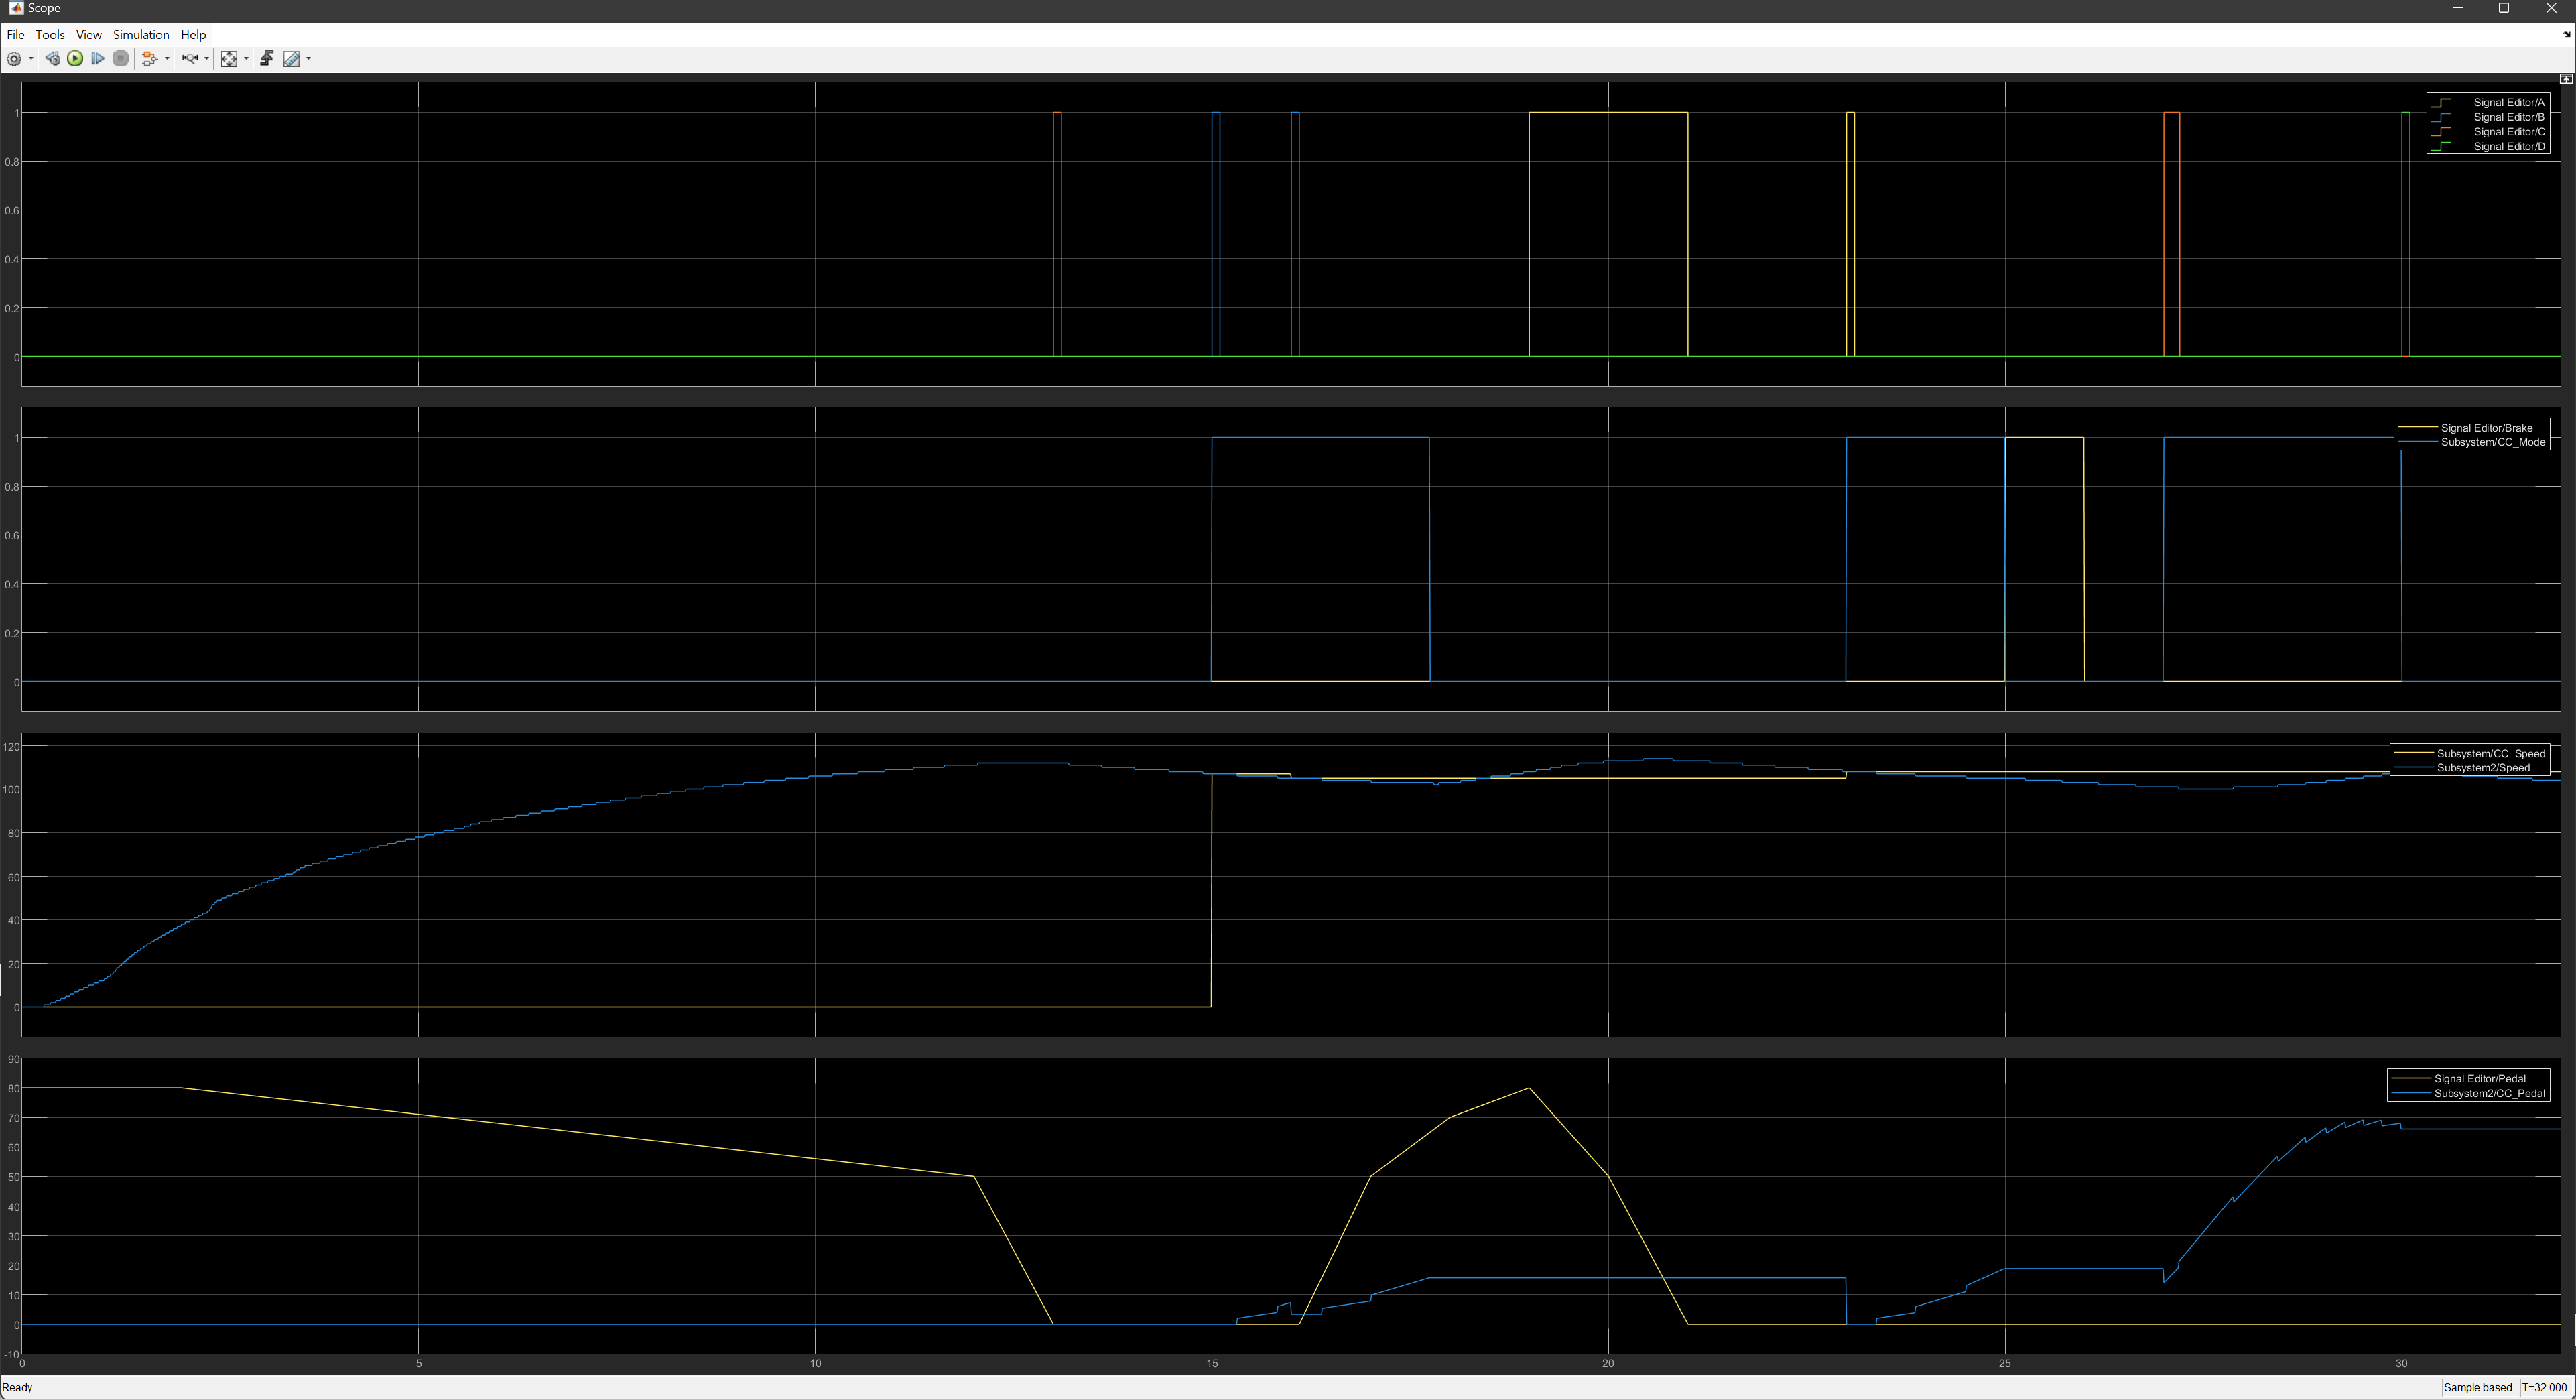 Scope
File Tools View Simulation Help
1
0.8
0.6
0.4
0.2
0
Signal Editor/A
Signal Editor/B
Signal Editor/C
Signal Editor/D
1
0.8
0.6
0.4
0.2
0
Signal Editor/Brake
Subsystem/CC_Mode
120
100
80
60
40
20
0
Subsystem/CC_Speed
Subsystem2/Speed
90
80
70
60
50
40
30
20
10
0
-10
Signal Editor/Pedal
Subsystem2/CC_Pedal
0 5 10 15 20 25 30
Ready Sample based T=32.000